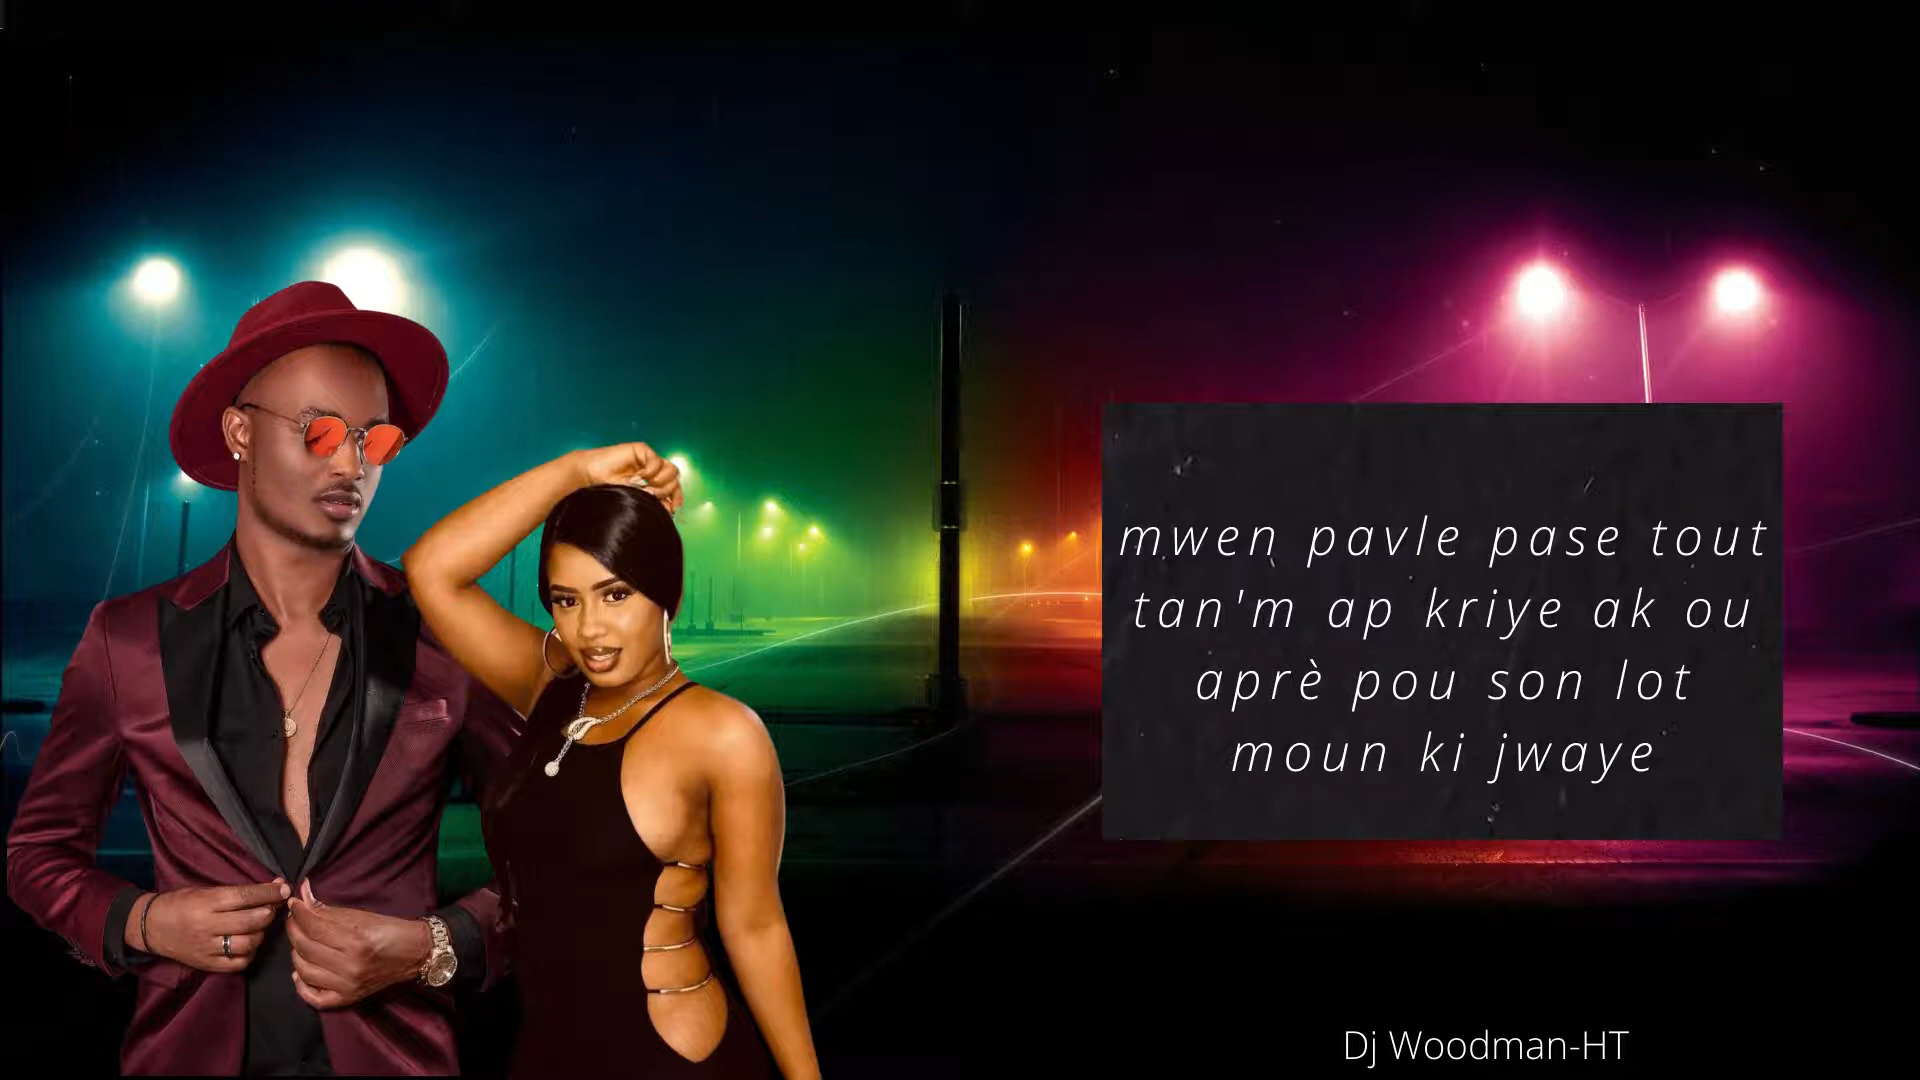 mwen pavle pase tout
tan'm ap kriye ak ou
aprè pou son lot
moun ki jwaye
Dj Woodman-HT